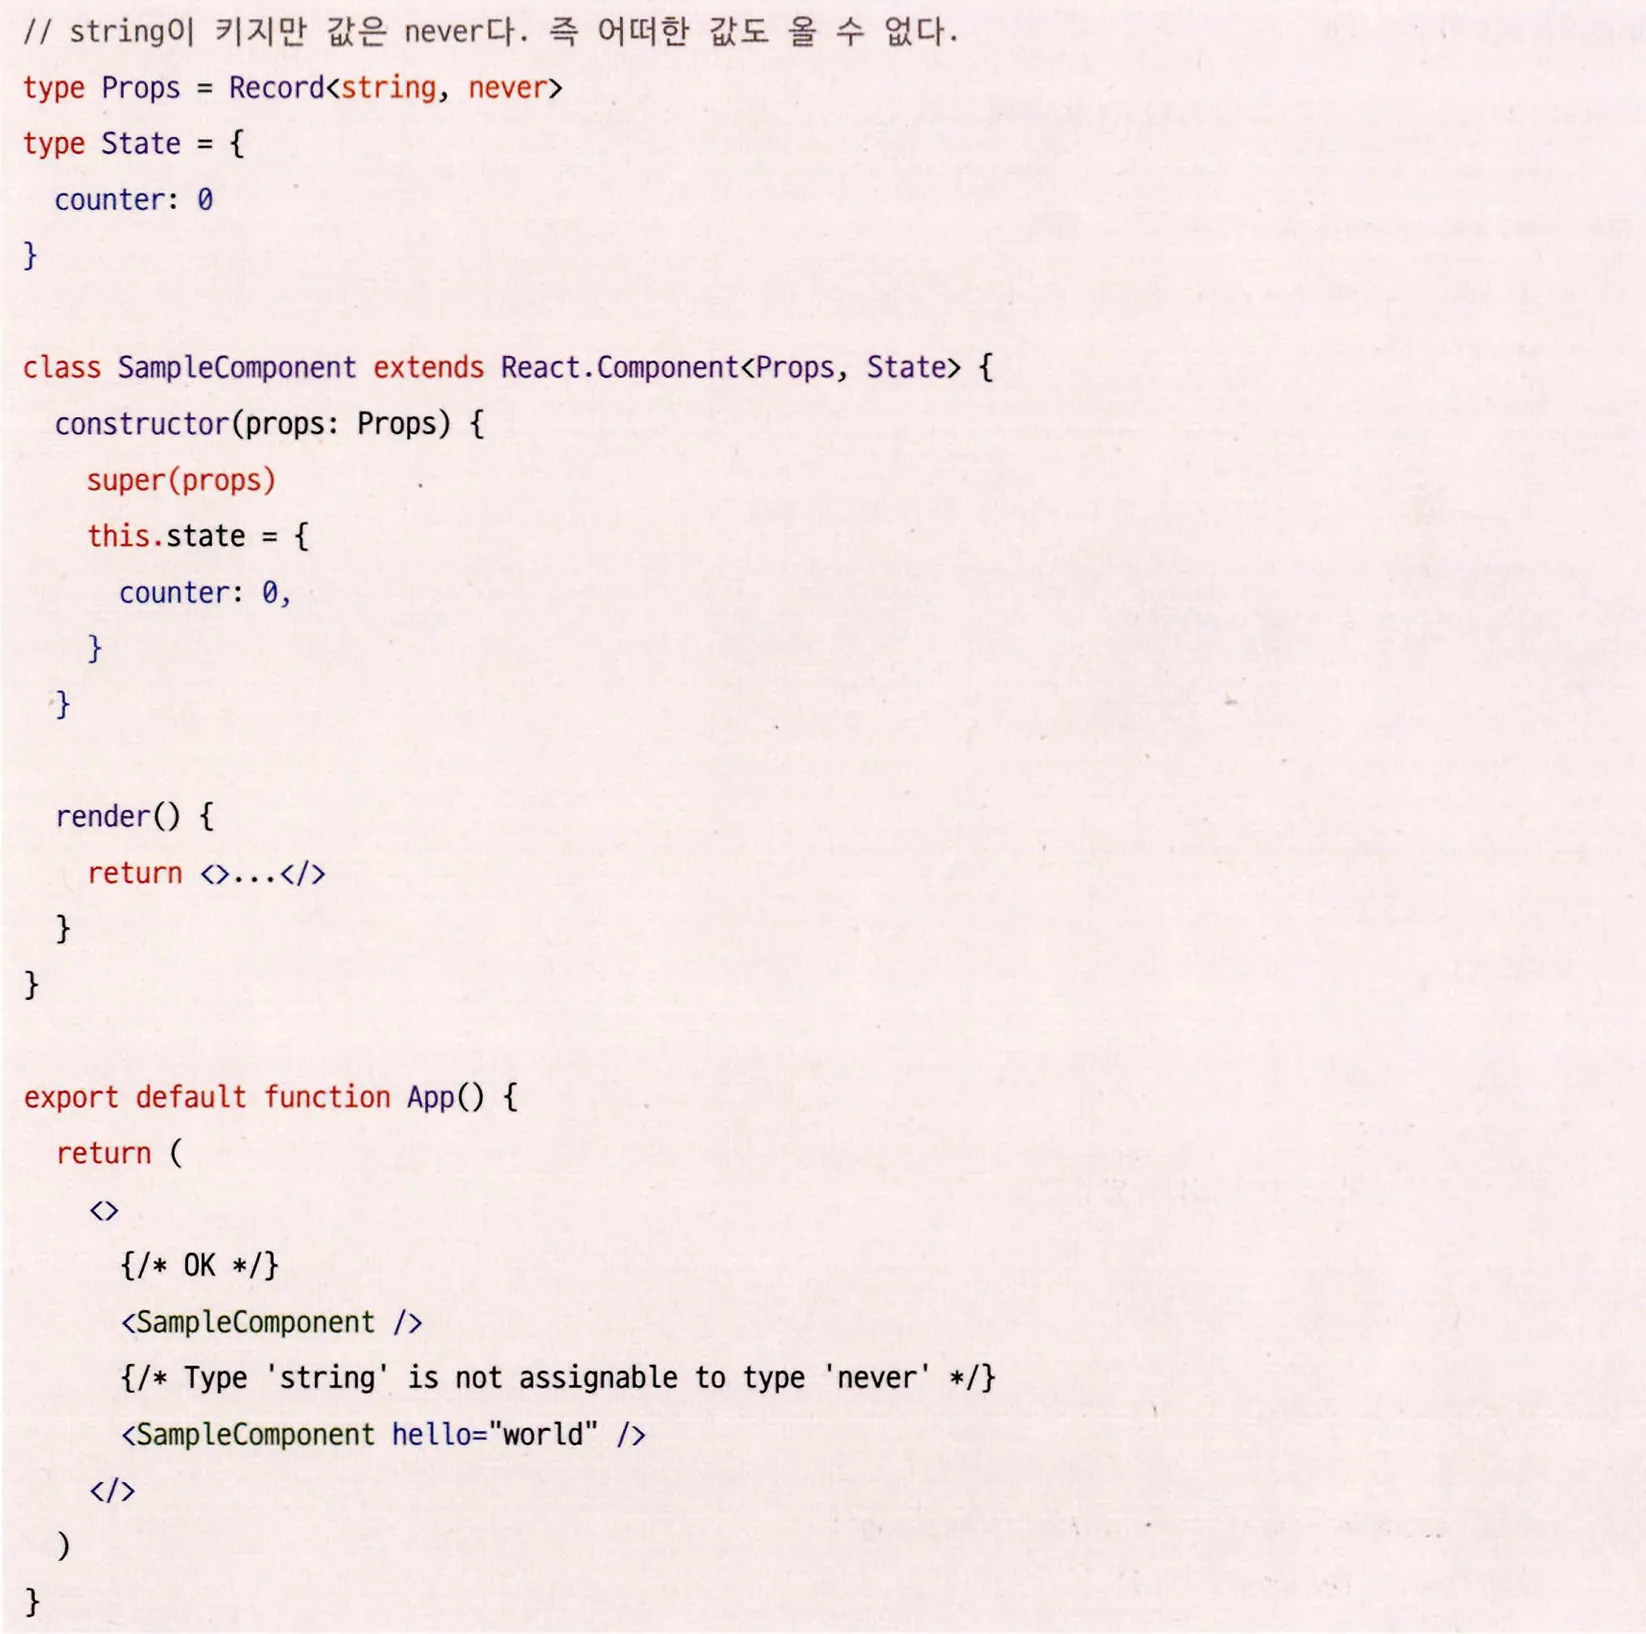 // string이 키지만 값은 never다. 즉 어떠한 값도 올 수 없다.
type Props = Record<string, never>
type State = {
  counter: 0
}

class SampleComponent extends React.Component<Props, State> {
  constructor(props: Props) {
    super(props)
    this.state = {
      counter: 0,
    }
  }

  render() {
    return <>...</>
  }
}

export default function App() {
  return (
    <>
      {/* OK */}
      <SampleComponent />
      {/* Type 'string' is not assignable to type 'never' */}
      <SampleComponent hello="world" />
    </>
  )
}